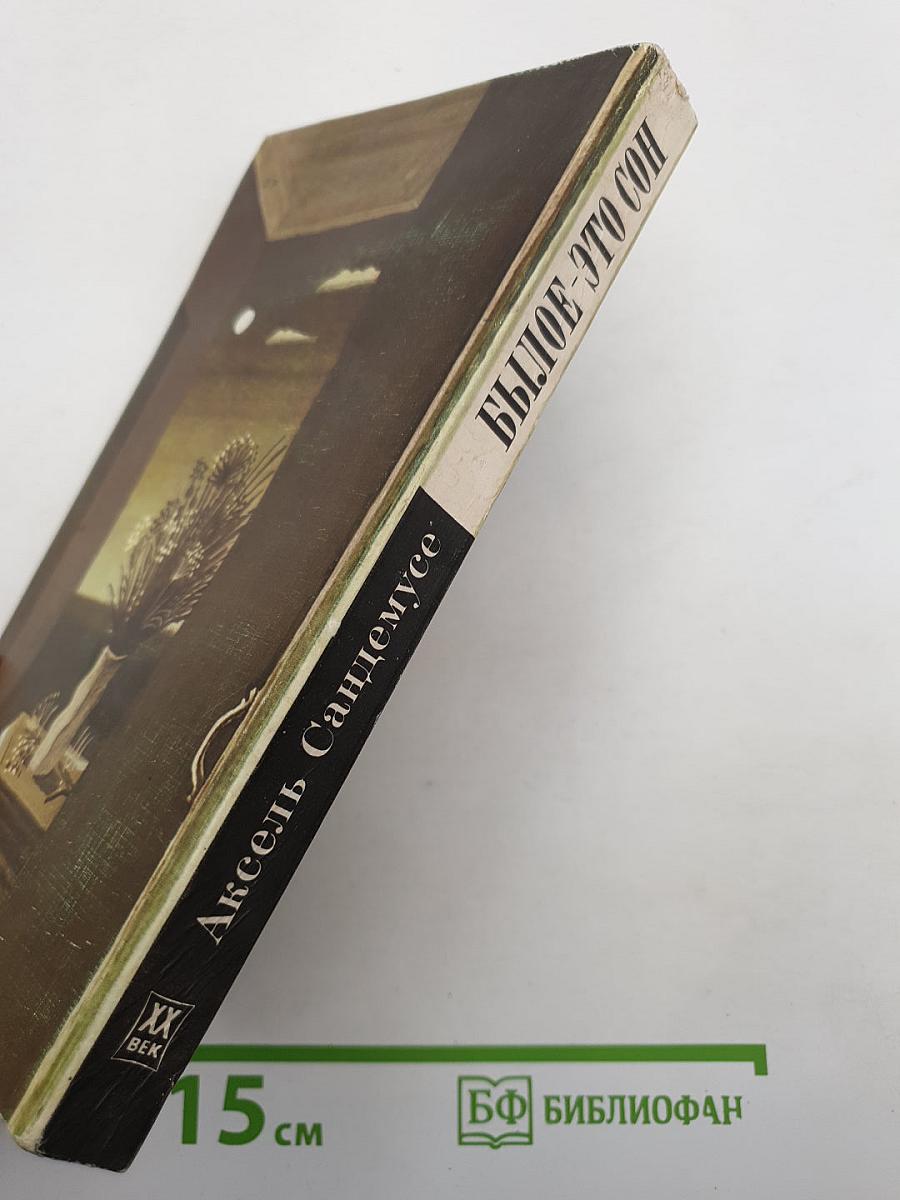 БЫЛОЕ-ЭТО СОН
Аксель Сандемусе
XX
ВЕК
15 см
БФ БИБЛИОФАН